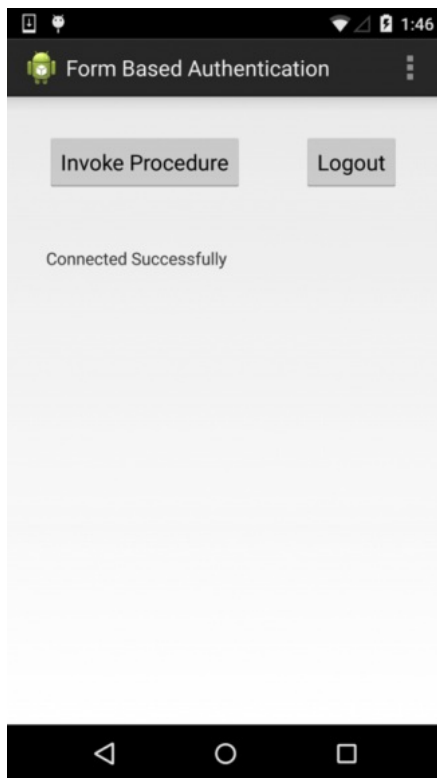 1:46
Form Based Authentication
Invoke Procedure
Logout
Connected Successfully